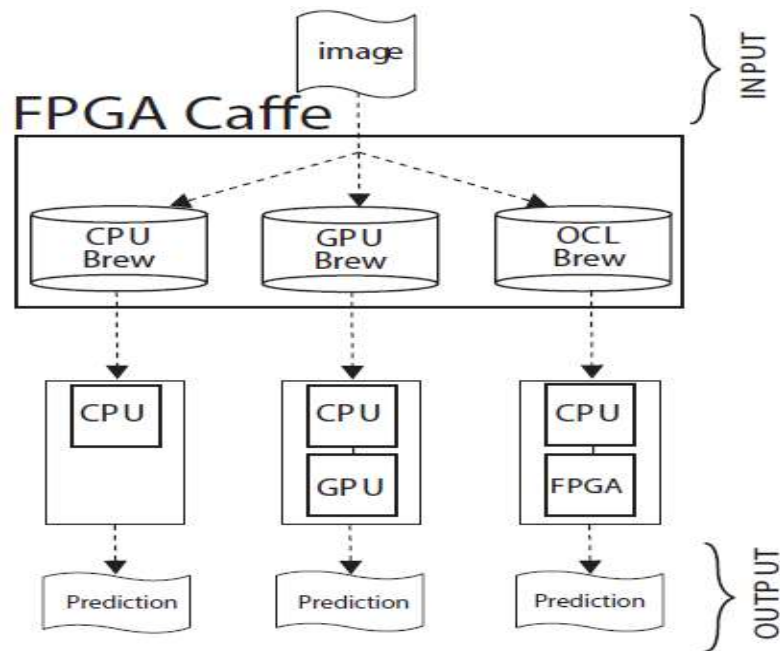 image
INPUT
FPGA Caffe
CPU
Brew
GPU
Brew
OCL
Brew
CPU
CPU
GPU
CPU
FPGA
Prediction
Prediction
Prediction
OUTPUT